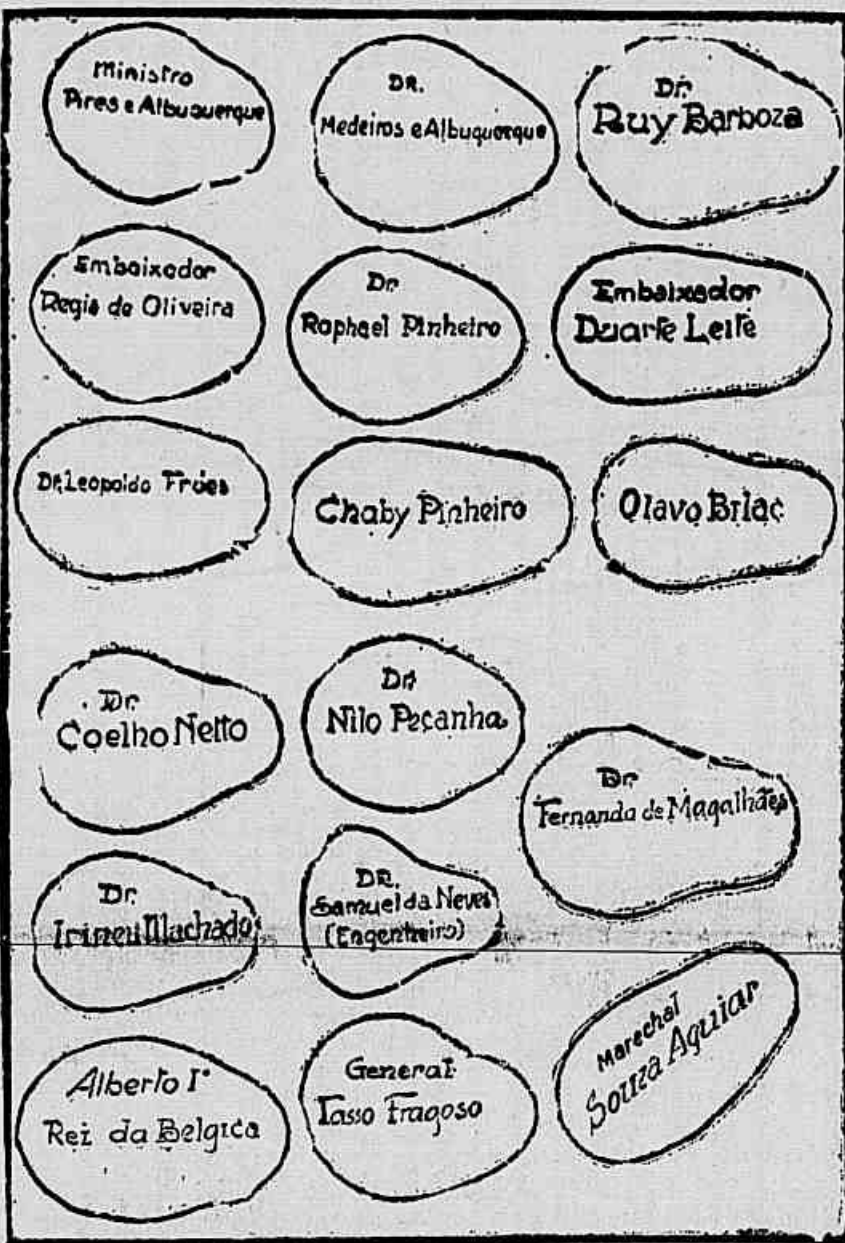 Ministro
Pires e Albuquerque
DR.
Medeiros e Albuquerque
Dr.
Ruy Barboza
Embaixador
Regis de Oliveira
Dr
Raphael Pinheiro
Embaixador
Duarte Leite
Dr. Leopoldo Fróes
Chaby Pinheiro
Olavo Bilac
Dr.
Coelho Netto
Dr
Nilo Peçanha
Dr
Fernando de Magalhães
Dr.
Irineu Machado
DR.
Samuel da Neves
(Engenheiro)
Alberto Iº
Rei da Belgica
General
Tasso Fragoso
Marechal
Souza Aguiar